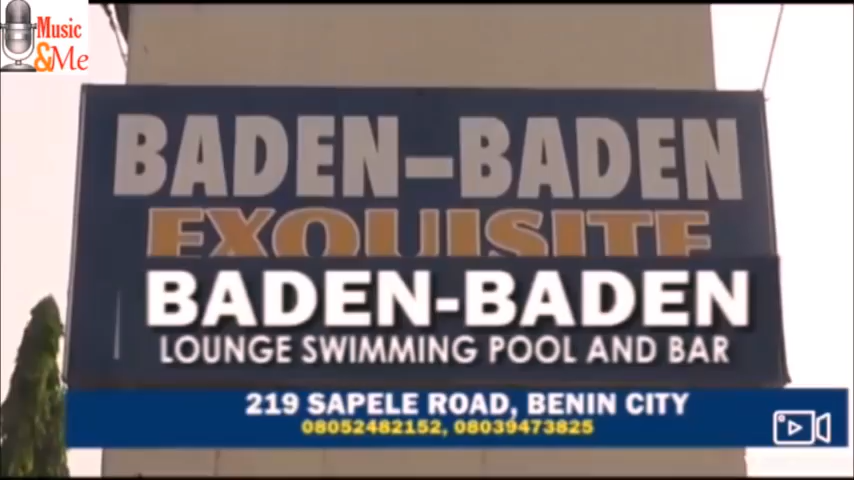 Music
&Me
BADEN-BADEN
EXQUISITE
BADEN-BADEN
LOUNGE SWIMMING POOL AND BAR
219 SAPELE ROAD, BENIN CITY
08052482152, 08039473825